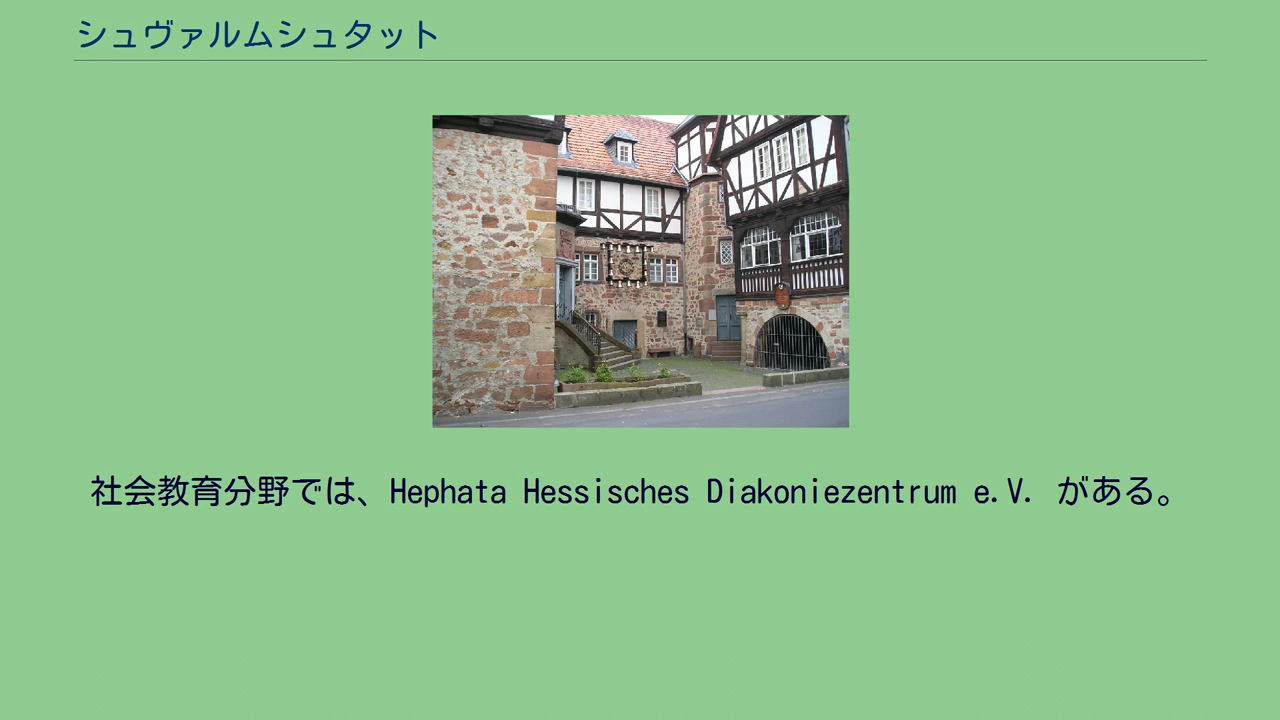 シュヴァルムシュタット
社会教育分野では、Hephata Hessisches Diakoniezentrum e.V. がある。